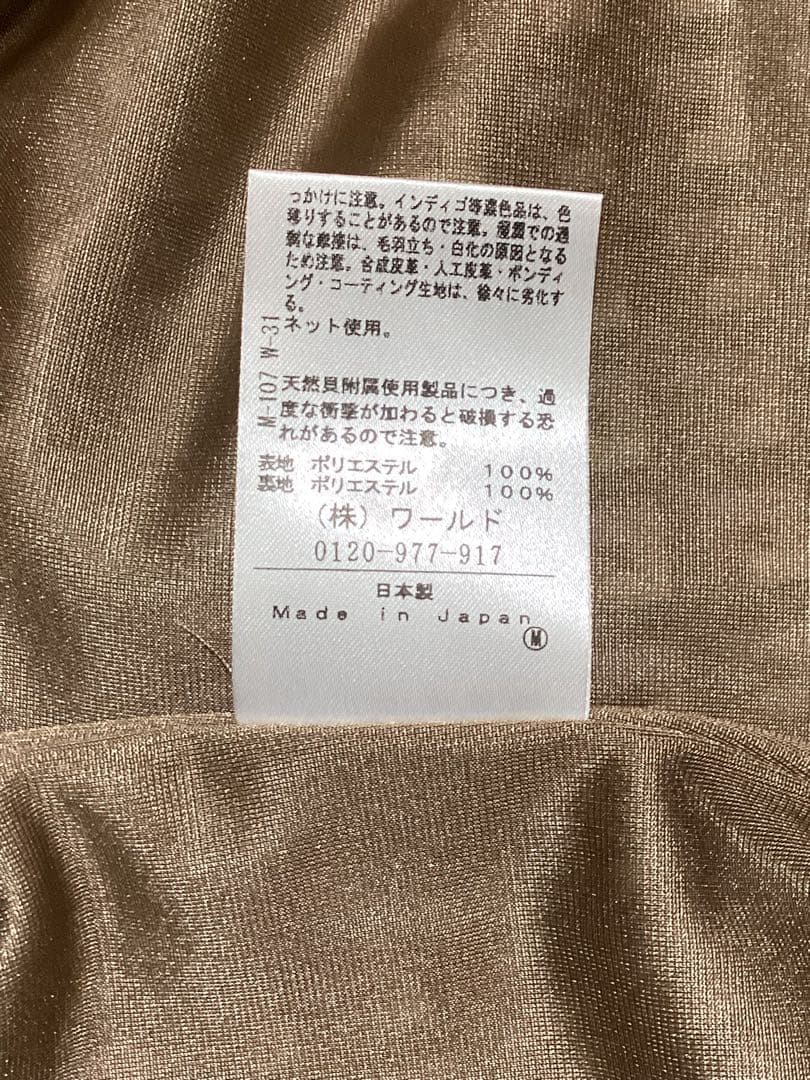 っかけに注意。インディゴ等濃色品は、色
移りすることがあるので注意。湿潤での過
剰な摩擦は、毛羽立ち・白化の原因となる
ため注意。合成皮革・人工皮革・ボンディ
ング・コーティング生地は、徐々に劣化す
る。
ネット使用。
M-107 W-31
天然貝附属使用製品につき、過
度な衝撃が加わると破損する恐
れがあるので注意。
表地 ポリエステル 100%
裏地 ポリエステル 100%
(株) ワールド
0120-977-917
日本製
Made in Japan
Ⓜ